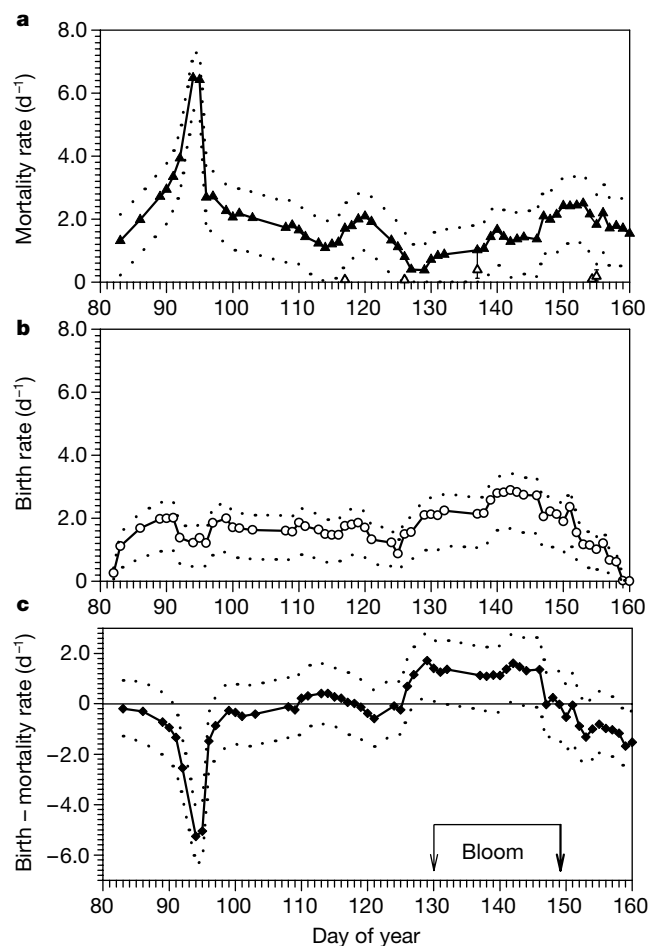 a
8.0
6.0
4.0
2.0
0
Mortality rate (d⁻¹)
80 90 100 110 120 130 140 150 160
b
8.0
6.0
4.0
2.0
0
Birth rate (d⁻¹)
80 90 100 110 120 130 140 150 160
c
2.0
0
−2.0
−4.0
−6.0
Birth – mortality rate (d⁻¹)
Bloom
80 90 100 110 120 130 140 150 160
Day of year